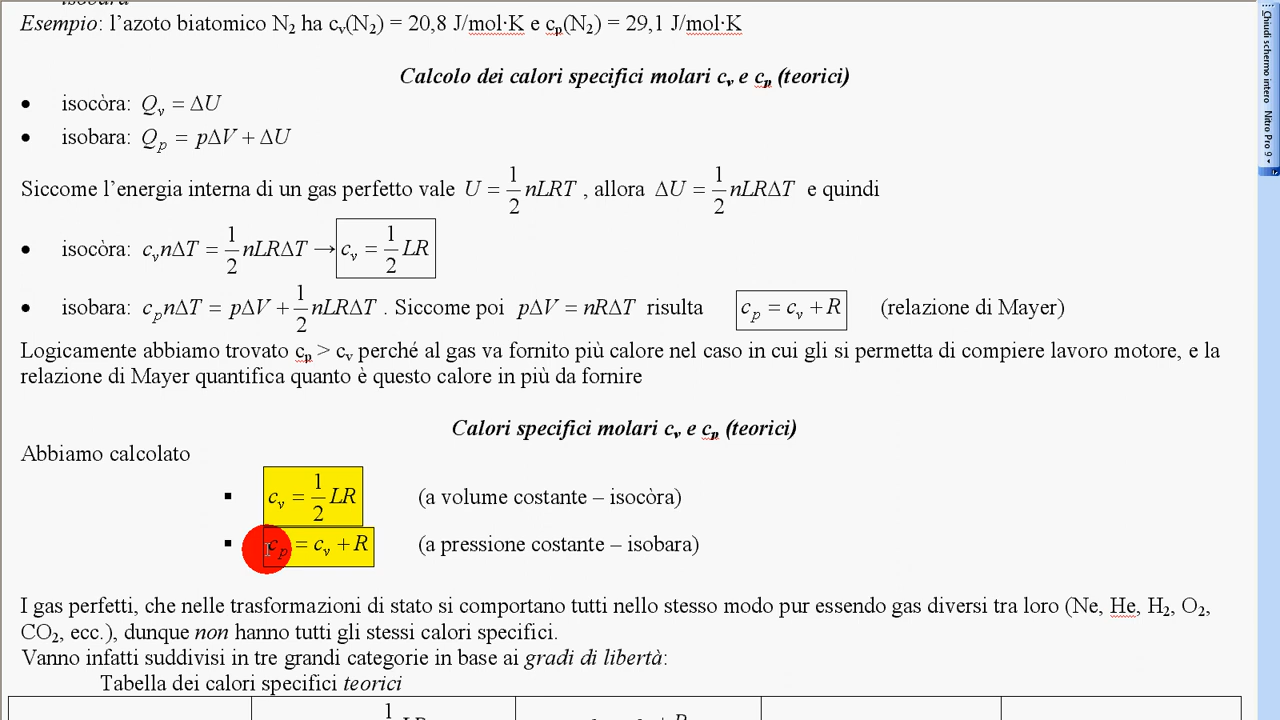 isobara
Esempio: l’azoto biatomico N₂ ha cᵥ(N₂) = 20,8 J/mol·K e cₚ(N₂) = 29,1 J/mol·K
Calcolo dei calori specifici molari cᵥ e cₚ (teorici)
• isocòra: Qᵥ = ΔU
• isobara: Qₚ = pΔV + ΔU
Siccome l’energia interna di un gas perfetto vale U = 1/2 nLRT , allora ΔU = 1/2 nLRΔT e quindi
• isocòra: cᵥnΔT = 1/2 nLRΔT → cᵥ = 1/2 LR
• isobara: cₚnΔT = pΔV + 1/2 nLRΔT . Siccome poi pΔV = nRΔT risulta cₚ = cᵥ + R (relazione di Mayer)
Logicamente abbiamo trovato cₚ > cᵥ perché al gas va fornito più calore nel caso in cui gli si permetta di compiere lavoro motore, e la
relazione di Mayer quantifica quanto è questo calore in più da fornire
Calori specifici molari cᵥ e cₚ (teorici)
Abbiamo calcolato
▪ cᵥ = 1/2 LR (a volume costante – isocòra)
▪ cₚ = cᵥ + R (a pressione costante – isobara)
I gas perfetti, che nelle trasformazioni di stato si comportano tutti nello stesso modo pur essendo gas diversi tra loro (Ne, He, H₂, O₂,
CO₂, ecc.), dunque non hanno tutti gli stessi calori specifici.
Vanno infatti suddivisi in tre grandi categorie in base ai gradi di libertà:
Tabella dei calori specifici teorici
Chiudi schermo intero Nitro Pro 9